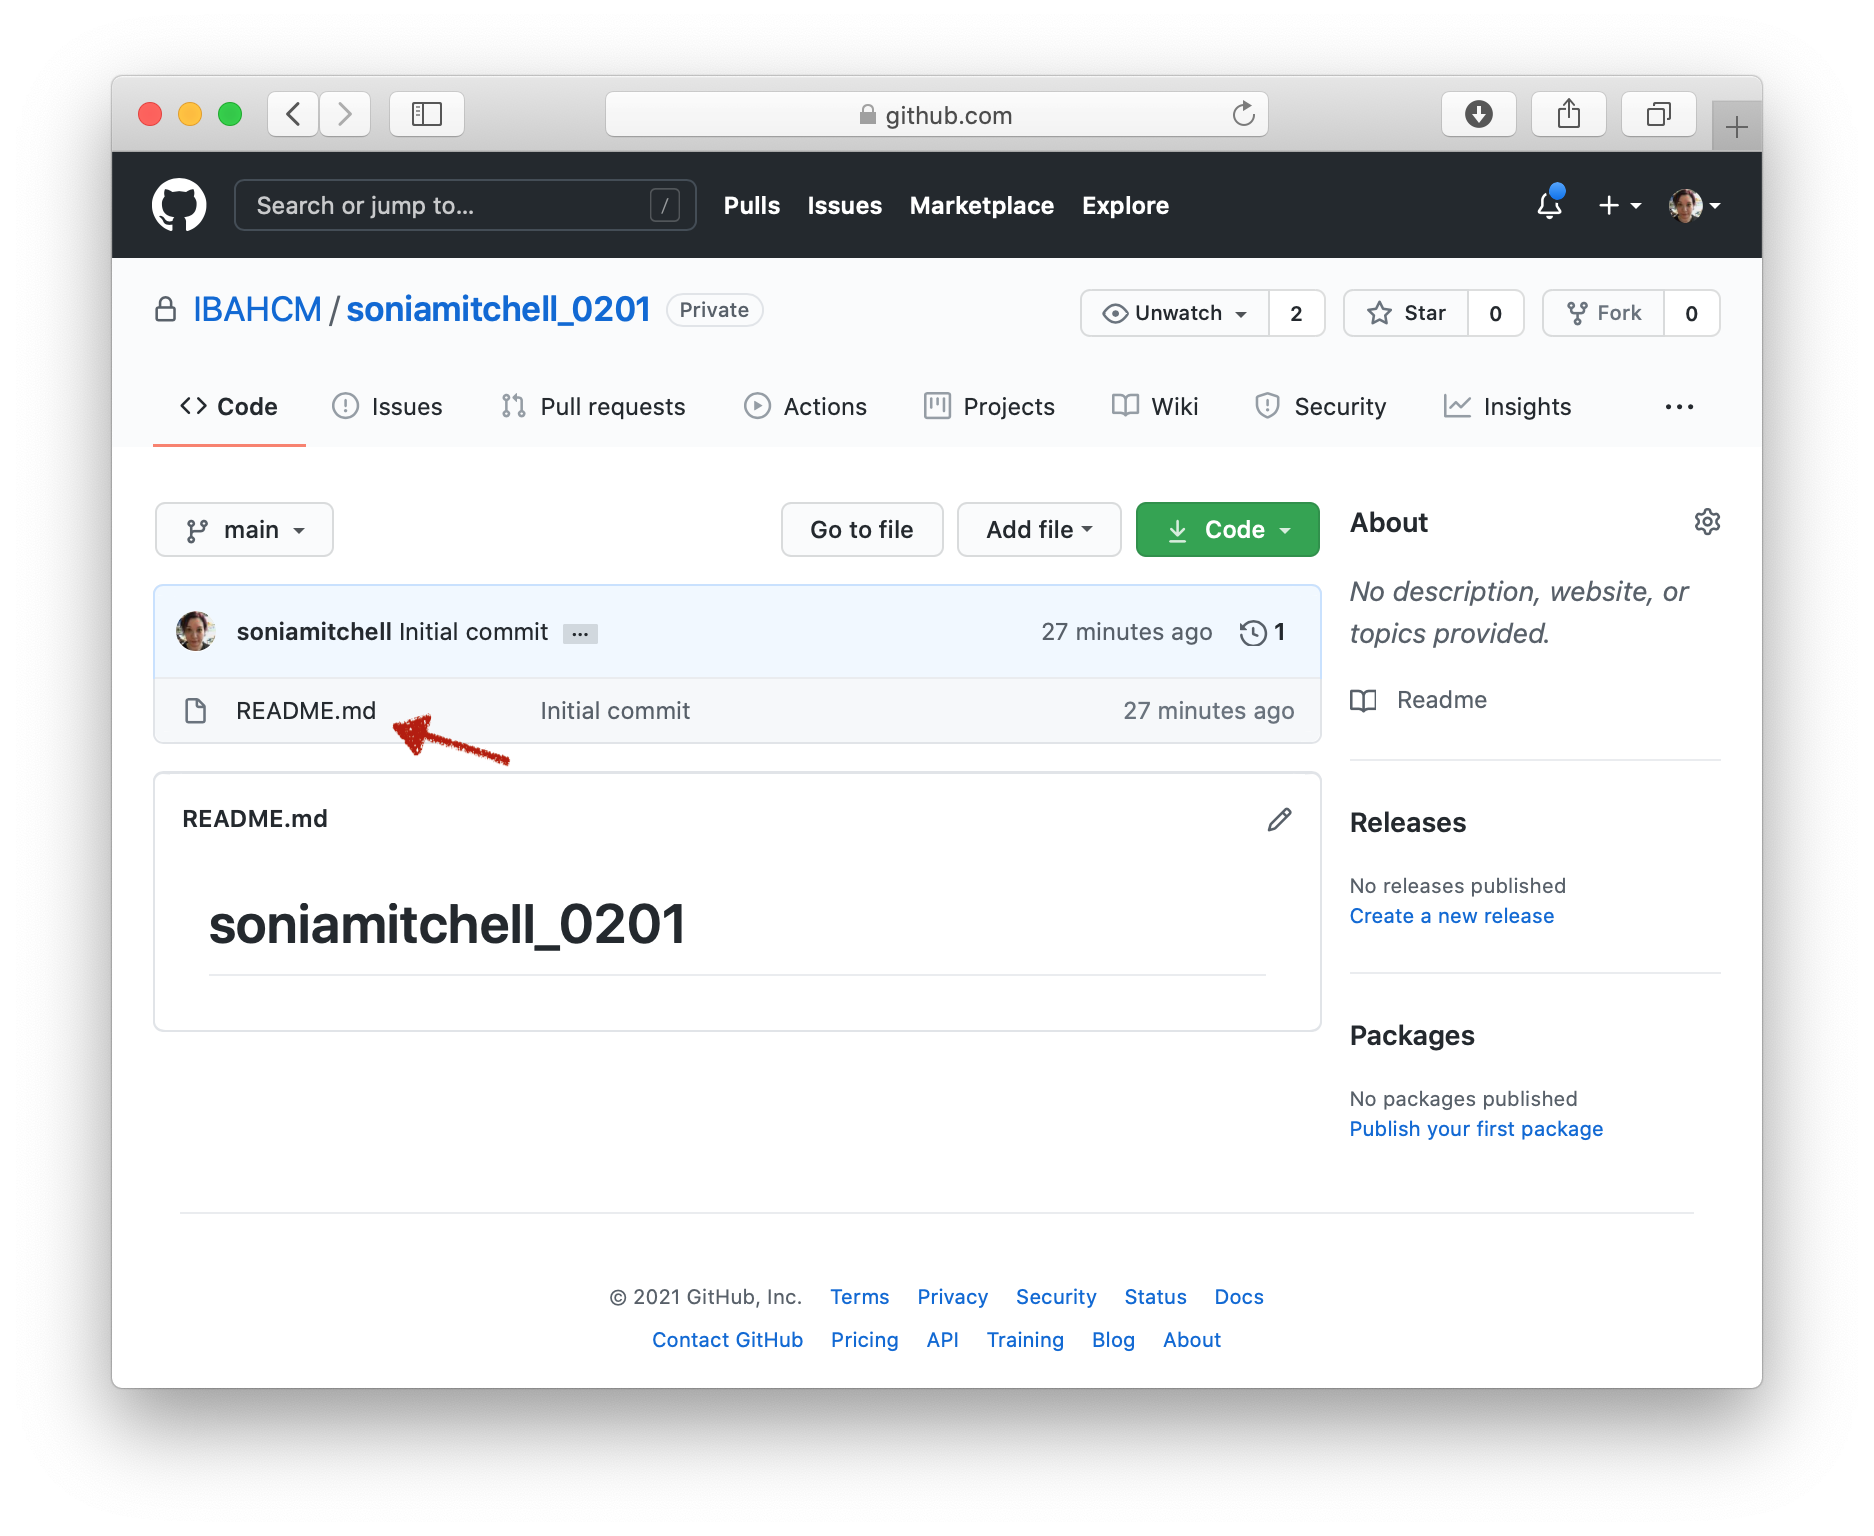 github.com
Search or jump to... / Pulls Issues Marketplace Explore
IBAHCM / soniamitchell_0201 Private Unwatch 2 Star 0 Fork 0
Code Issues Pull requests Actions Projects Wiki Security Insights ...
main Go to file Add file Code
About
No description, website, or
topics provided.
Readme
soniamitchell Initial commit ... 27 minutes ago 1
README.md Initial commit 27 minutes ago
README.md
soniamitchell_0201
Releases
No releases published
Create a new release
Packages
No packages published
Publish your first package
© 2021 GitHub, Inc. Terms Privacy Security Status Docs
Contact GitHub Pricing API Training Blog About